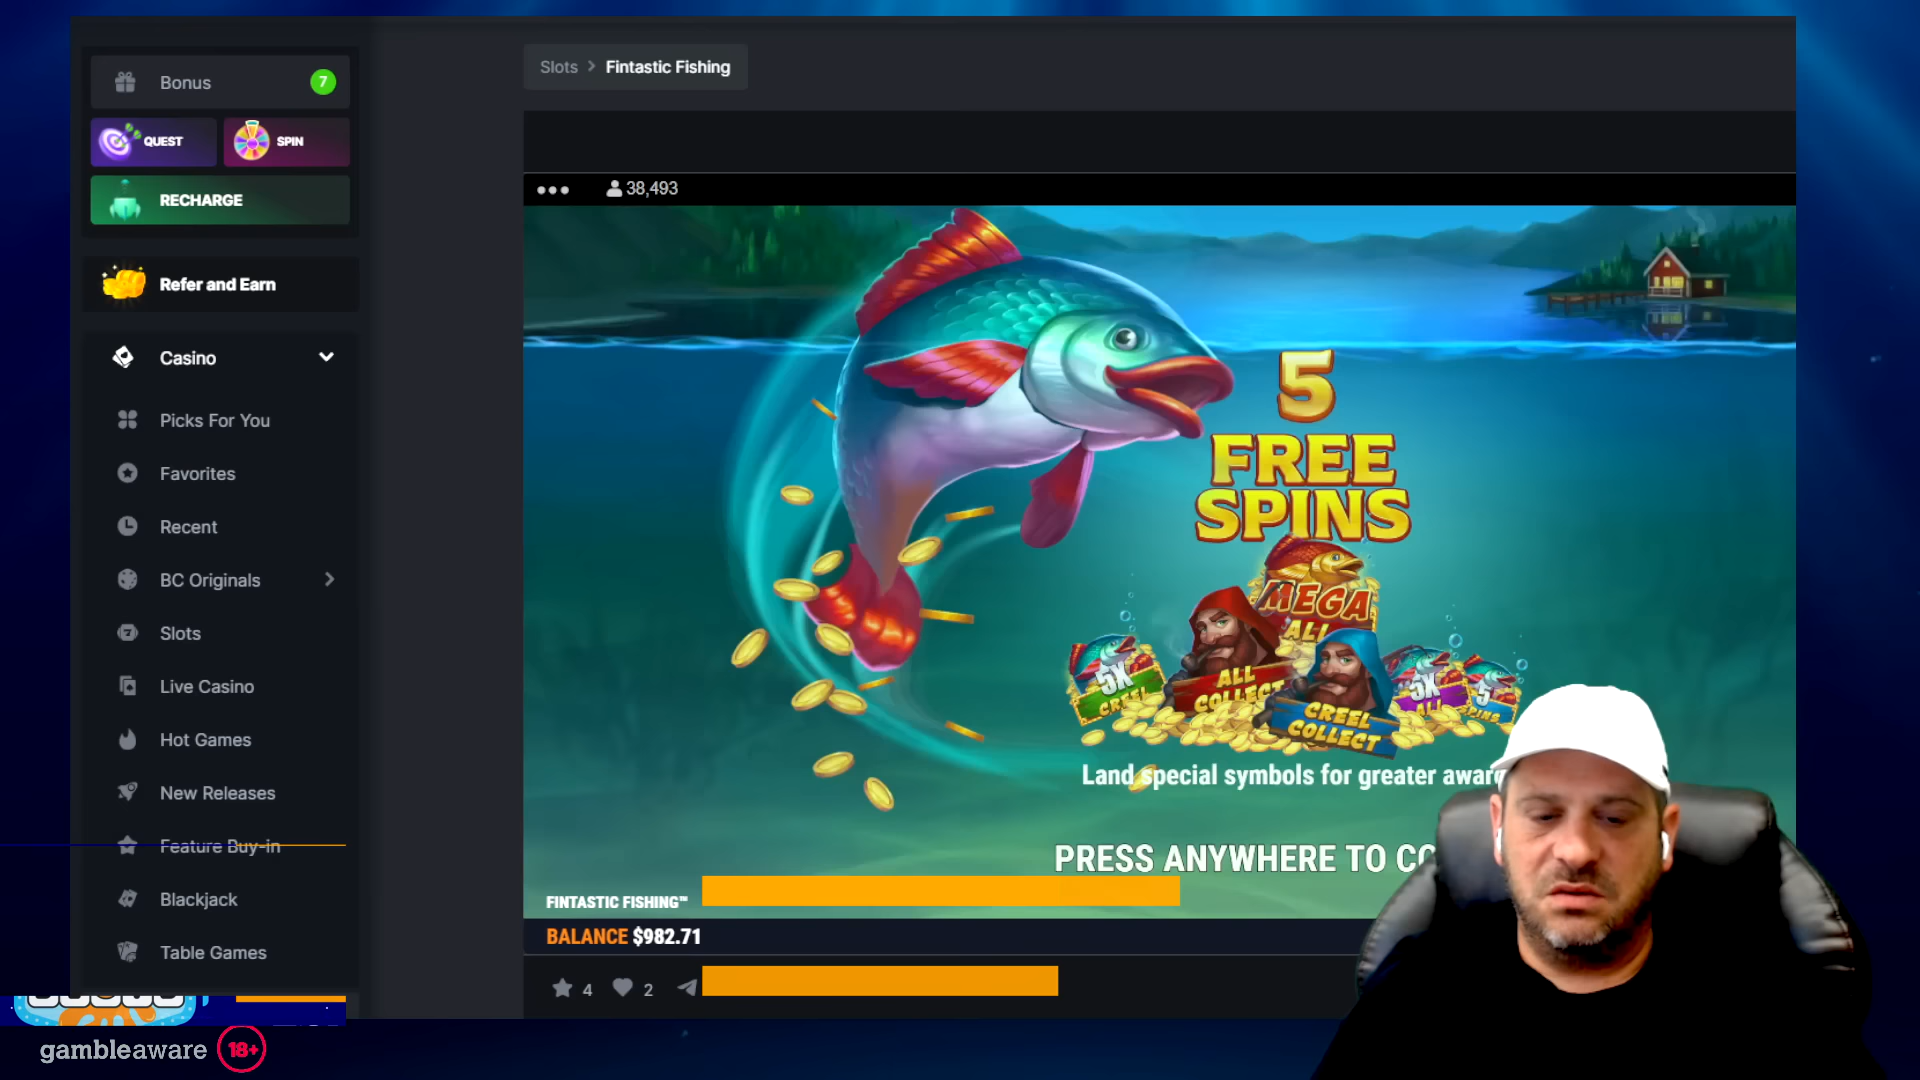 Bonus 7
QUEST
SPIN
RECHARGE
Refer and Earn
Casino
Picks For You
Favorites
Recent
BC Originals
Slots
Live Casino
Hot Games
New Releases
Feature Buy-in
Blackjack
Table Games
gambleaware 18+
Slots > Fintastic Fishing
38,493
5
FREE
SPINS
MEGA
ALL
5X
CREEL
ALL
COLLECT
CREEL
COLLECT
5X
ALL
5
SPINS
Land special symbols for greater
PRESS ANYWHERE TO
FINTASTIC FISHING™
BALANCE $982.71
4 2